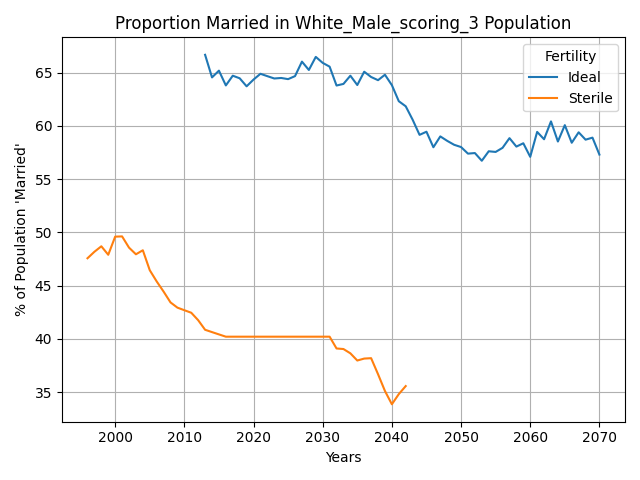 Proportion Married in White_Male_scoring_3 Population
% of Population 'Married'
65
60
55
50
45
40
35
Fertility
Ideal
Sterile
2000 2010 2020 2030 2040 2050 2060 2070
Years